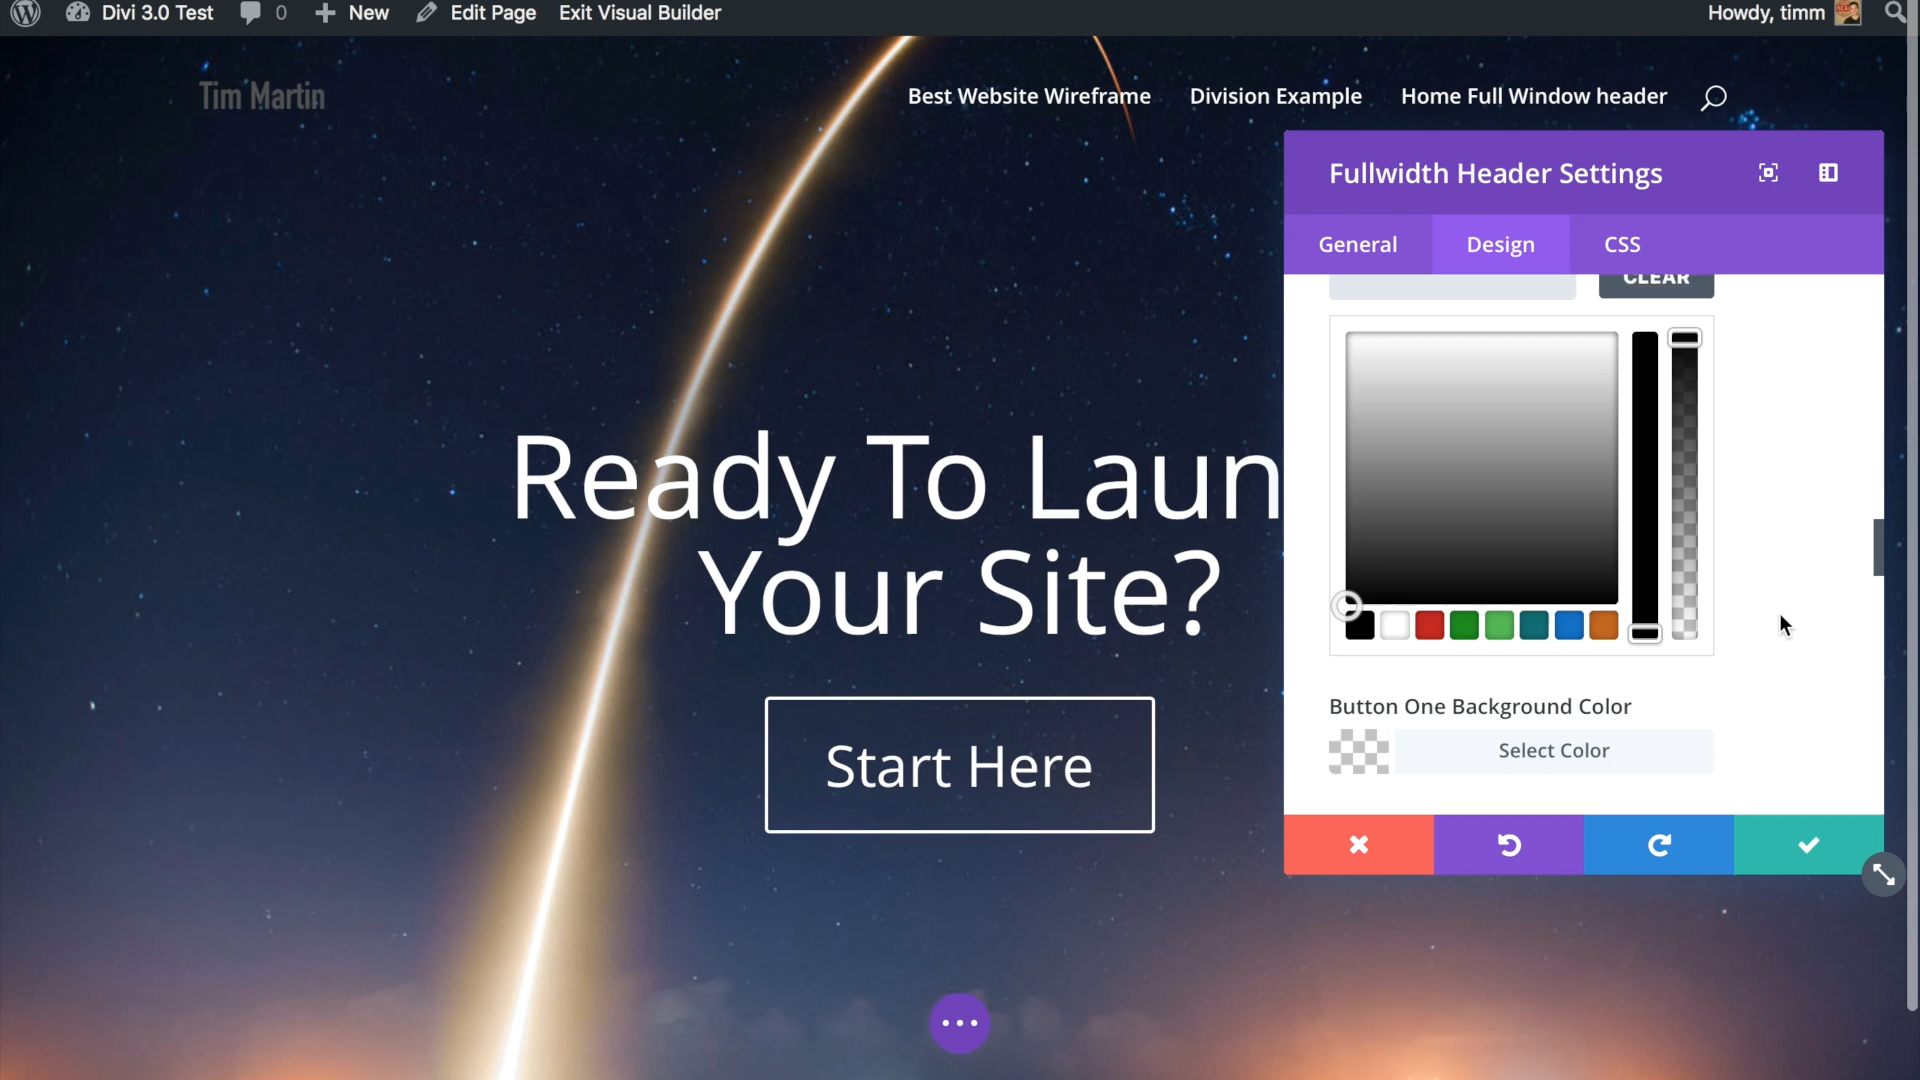 Divi 3.0 Test 0 New Edit Page Exit Visual Builder Howdy, timm
Tim Martin
Best Website Wireframe Division Example Home Full Window header
Fullwidth Header Settings
General Design CSS
CLEAR
Ready To Laun
Your Site?
Button One Background Color
Select Color
Start Here